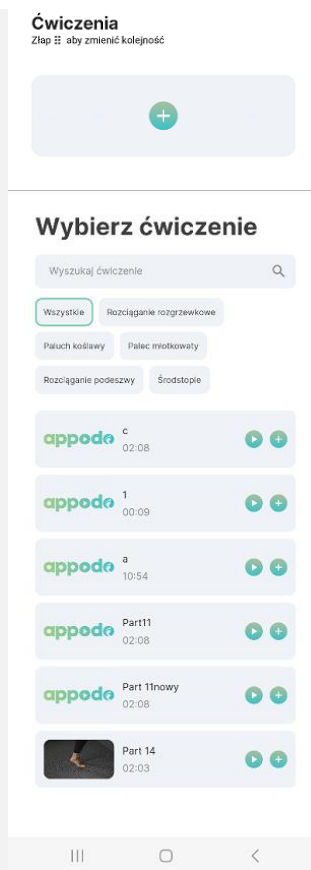 Ćwiczenia
Złap ⠿ aby zmienić kolejność
Wybierz ćwiczenie
Wyszukaj ćwiczenie
Wszystkie Rozciąganie rozgrzewkowe
Paluch koślawy Palec młotkowaty
Rozciąganie podeszwy Śródstopie
appodo c
02:08
appodo 1
00:09
appodo a
10:54
appodo Part11
02:08
appodo Part 11nowy
02:08
Part 14
02:03